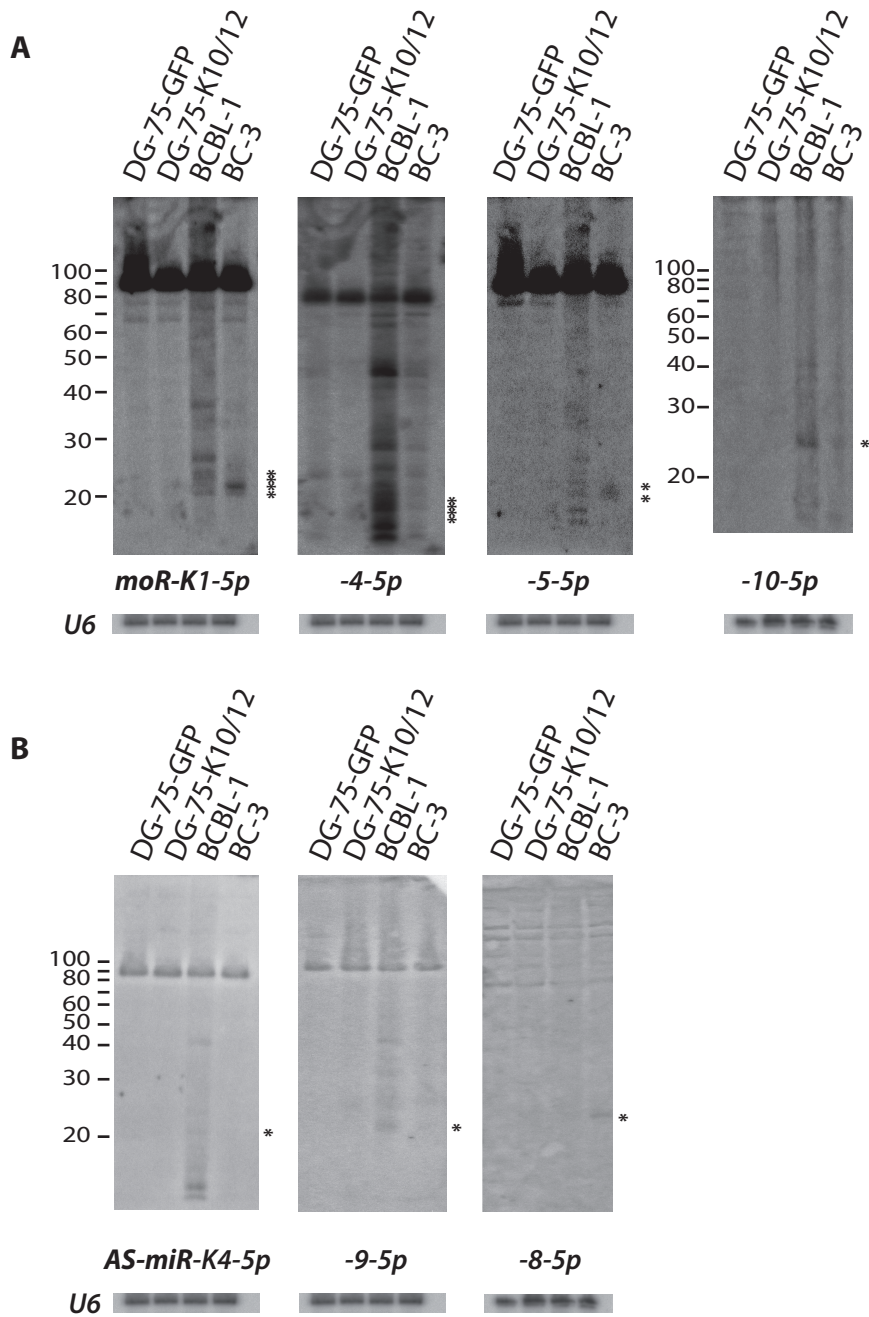 A
DG-75-GFP DG-75-K10/12 BCBL-1 BC-3
DG-75-GFP DG-75-K10/12 BCBL-1 BC-3
DG-75-GFP DG-75-K10/12 BCBL-1 BC-3
DG-75-GFP DG-75-K10/12 BCBL-1 BC-3
100
80
60
50
40
30
20
****
****
**
100
80
60
50
40
30
20
*
moR-K1-5p -4-5p -5-5p -10-5p
U6
B
DG-75-GFP DG-75-K10/12 BCBL-1 BC-3
DG-75-GFP DG-75-K10/12 BCBL-1 BC-3
DG-75-GFP DG-75-K10/12 BCBL-1 BC-3
100
80
60
50
40
30
20
*
*
*
AS-miR-K4-5p -9-5p -8-5p
U6